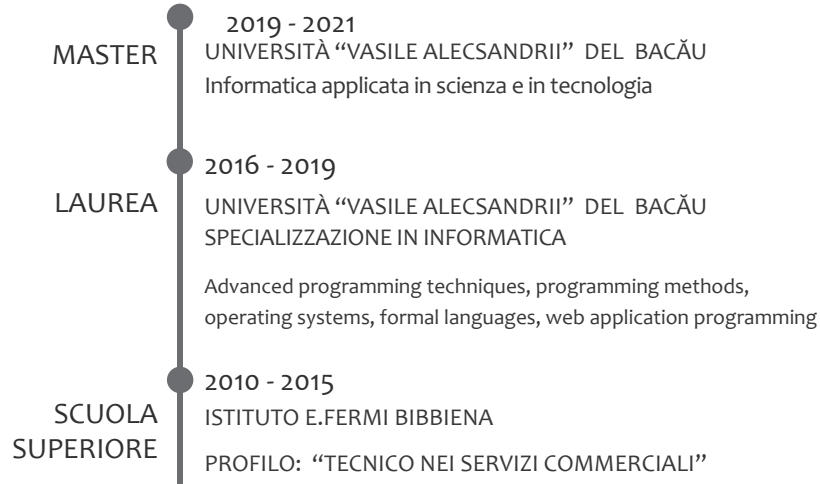 2019 - 2021
MASTER
UNIVERSITÀ “VASILE ALECSANDRII” DEL BACĂU
Informatica applicata in scienza e in tecnologia
2016 - 2019
LAUREA
UNIVERSITÀ “VASILE ALECSANDRII” DEL BACĂU
SPECIALIZZAZIONE IN INFORMATICA
Advanced programming techniques, programming methods,
operating systems, formal languages, web application programming
2010 - 2015
SCUOLA
SUPERIORE
ISTITUTO E.FERMI BIBBIENA
PROFILO: “TECNICO NEI SERVIZI COMMERCIALI”